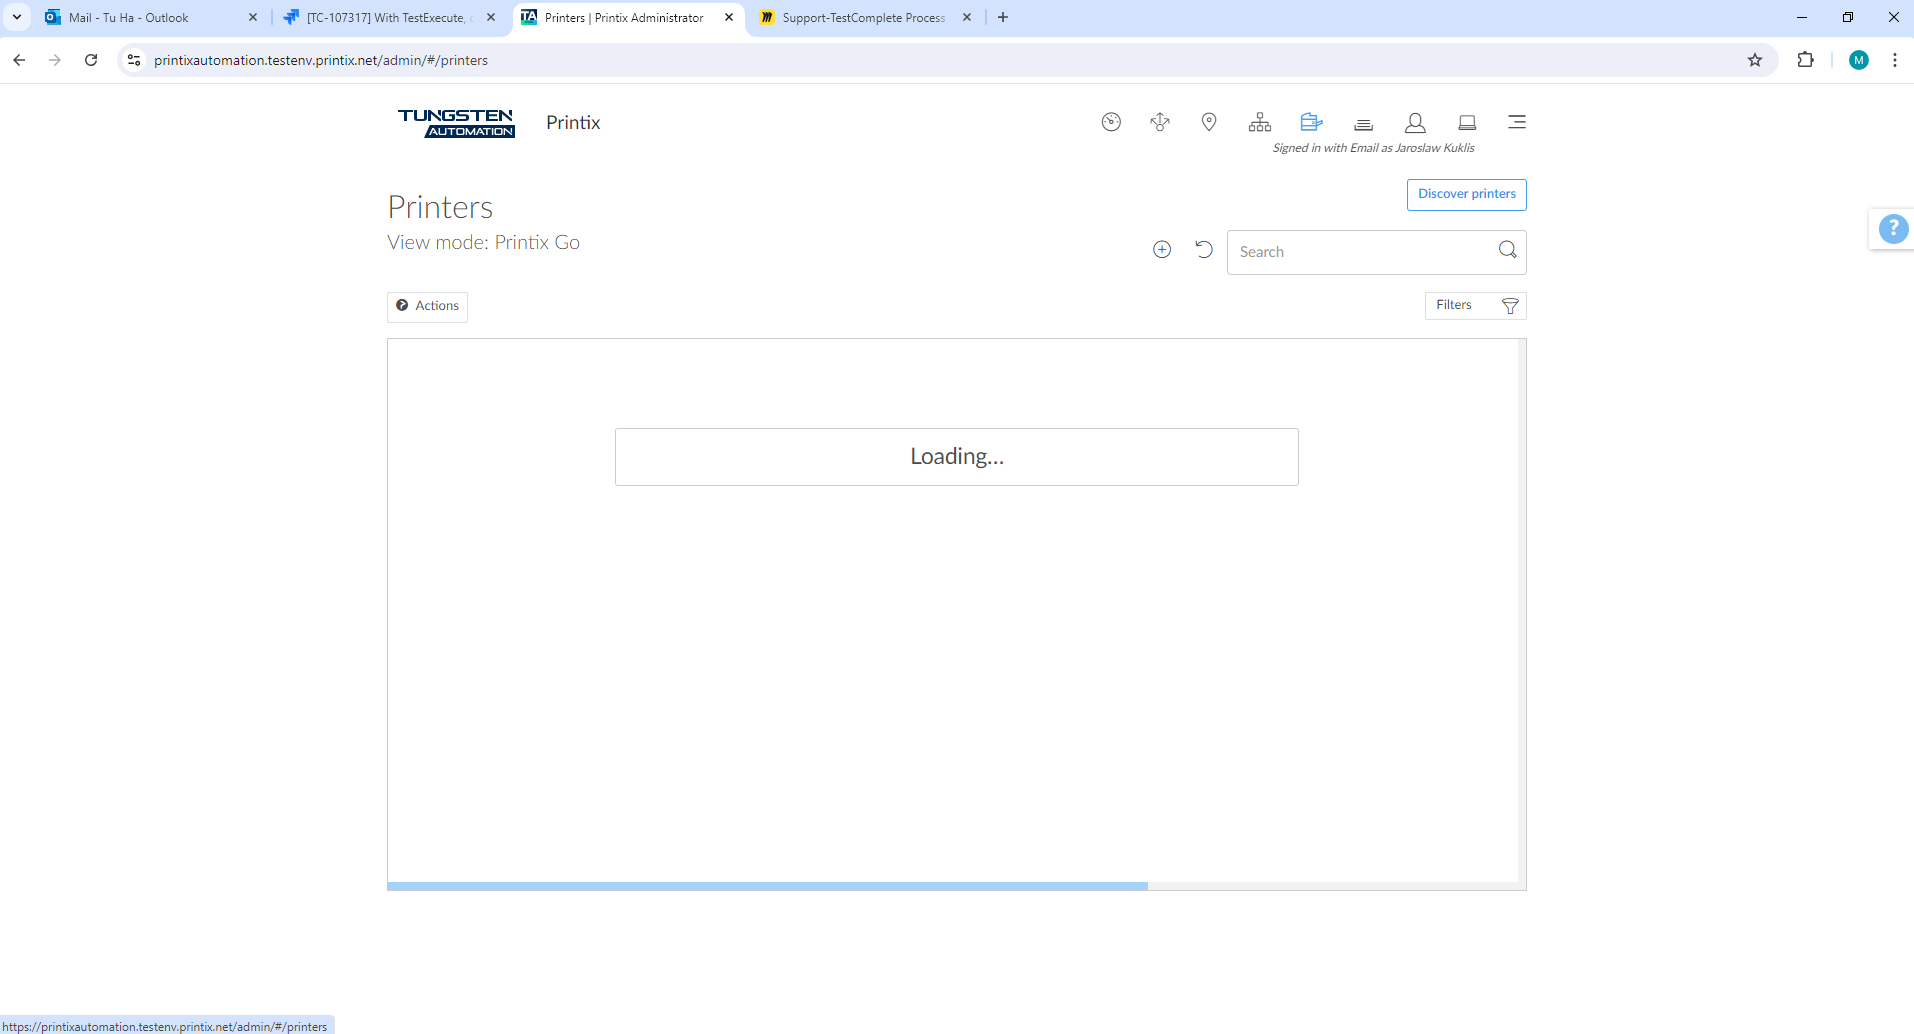 Mail - Tu Ha - Outlook
[TC-107317] With TestExecute,
Printers | Printix Administrator
Support-TestComplete Process
printixautomation.testenv.printix.net/admin/#/printers
M
TUNGSTEN
AUTOMATION
Printix
Signed in with Email as Jaroslaw Kuklis
Printers
Discover printers
View mode: Printix Go
Search
?
Actions
Filters
Loading...
https://printixautomation.testenv.printix.net/admin/#/printers